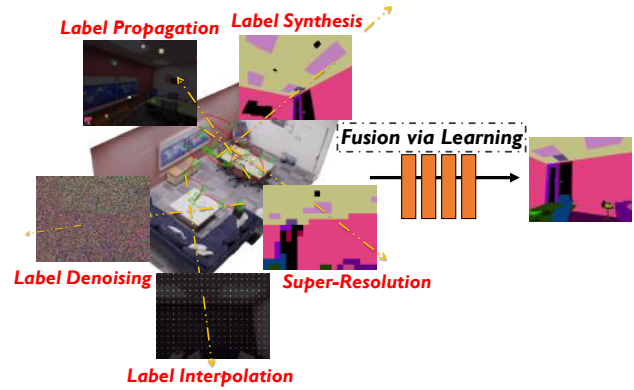 Label Propagation
Label Synthesis
Fusion via Learning
Label Denoising
Super-Resolution
Label Interpolation